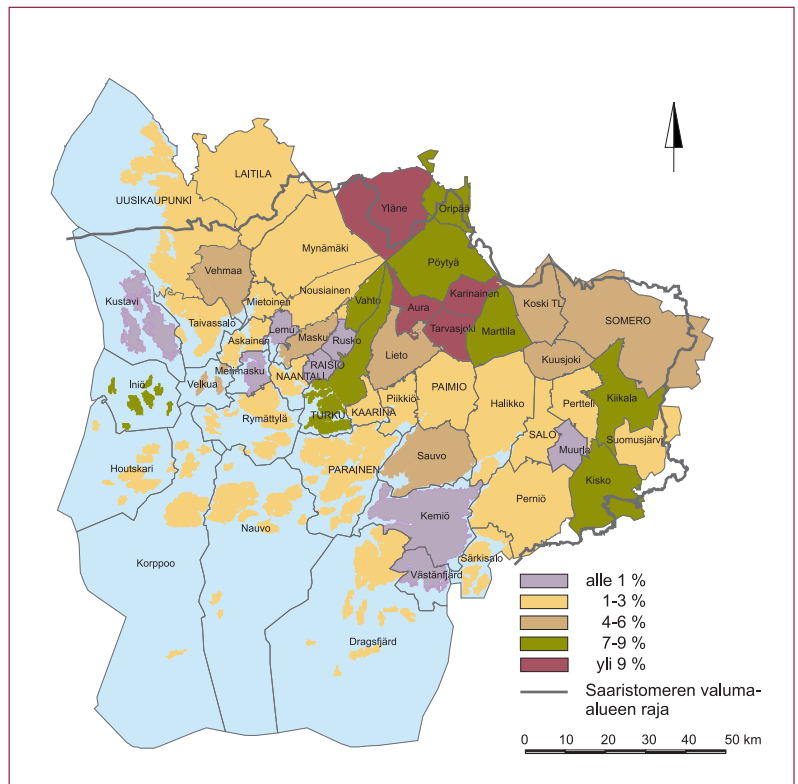 LAITILA
UUSIKAUPUNKI
Yläne
Oripää
Mynämäki
Vehmaa
Pöytyä
Kustavi
Mietoinen
Nousiainen
Vahto
Aura
Karinainen
Koski TL
SOMERO
Taivassalo
Askainen
Lemu
Masku
Rusko
Tarvasjoki
Marttila
Lieto
Kuusjoki
Iniö
Velkua
Merimasku
NAANTALI
RAISIO
PAIMIO
Kiikala
Rymättylä
TURKU
KAARINA
Piikkiö
Halikko
Pertteli
Suomusjärvi
Houtskari
PARAINEN
Sauvo
SALO
Muurla
Kisko
Perniö
Korppoo
Nauvo
Kemiö
Särkisalo
Västanfjärd
Dragsfjärd
alle 1 %
1-3 %
4-6 %
7-9 %
yli 9 %
Saaristomeren valuma-
alueen raja
0 10 20 30 40 50 km